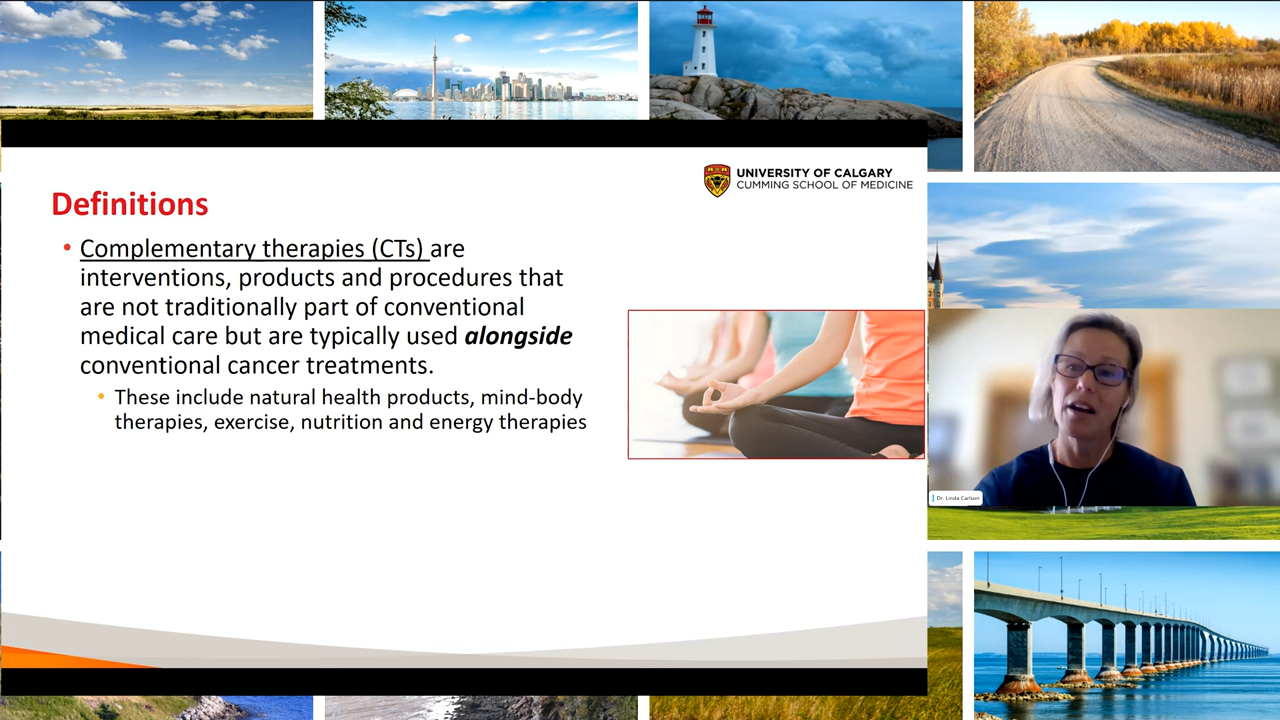 UNIVERSITY OF CALGARY
CUMMING SCHOOL OF MEDICINE
Definitions
• Complementary therapies (CTs) are
interventions, products and procedures that
are not traditionally part of conventional
medical care but are typically used alongside
conventional cancer treatments.
• These include natural health products, mind-body
therapies, exercise, nutrition and energy therapies
Dr. Linda Carlson